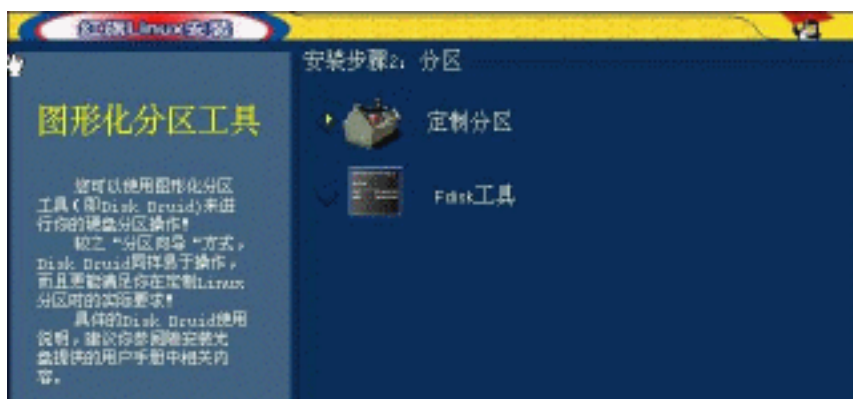 红旗Linux安装
安装步骤2：分区
图形化分区工具
定制分区
Fdisk工具
您可以使用图形化分区
工具(即Disk Druid)来进
行你的硬盘分区操作!
较之“分区向导“方式，
Disk Druid同样易于操作，
而且更能满足你在定制Linux
分区时的实际要求!
具体的Disk Druid使用
说明，建议你参阅随安装光
盘提供的用户手册中相关内
容。